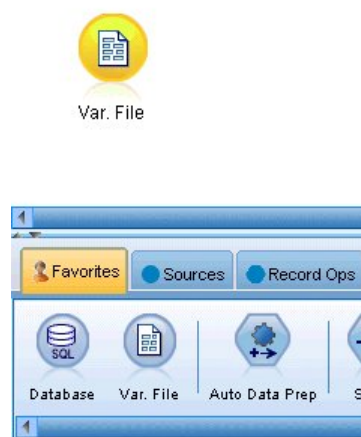 Var. File
Favorites Sources Record Ops
SQL
Database Var. File Auto Data Prep